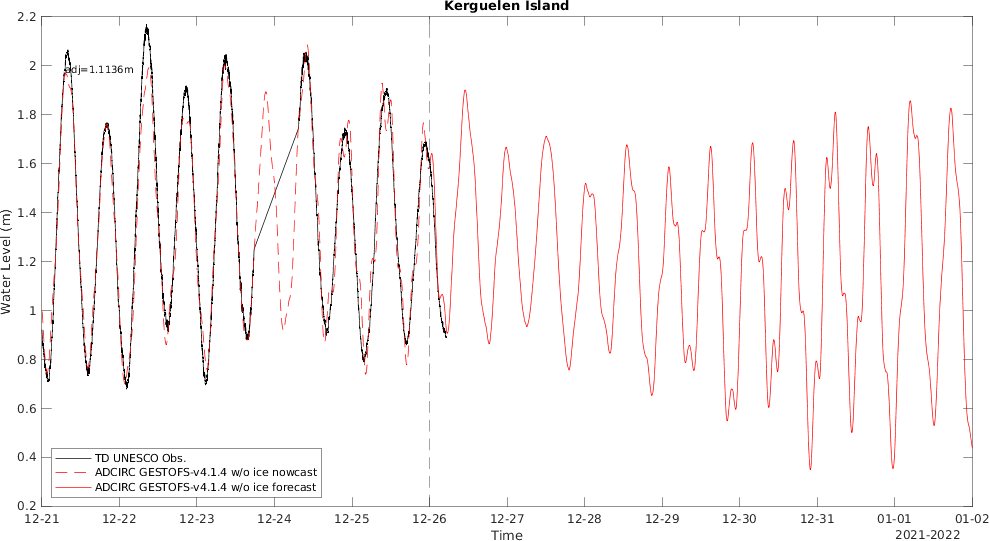 Kerguelen Island
2.2
2
1.8
1.6
1.4
1.2
1
0.8
0.6
0.4
0.2
Water Level (m)
adj=1.1136m
TD UNESCO Obs.
ADCIRC GESTOFS-v4.1.4 w/o ice nowcast
ADCIRC GESTOFS-v4.1.4 w/o ice forecast
12-21 12-22 12-23 12-24 12-25 12-26 12-27 12-28 12-29 12-30 12-31 01-01 01-02
Time
2021-2022